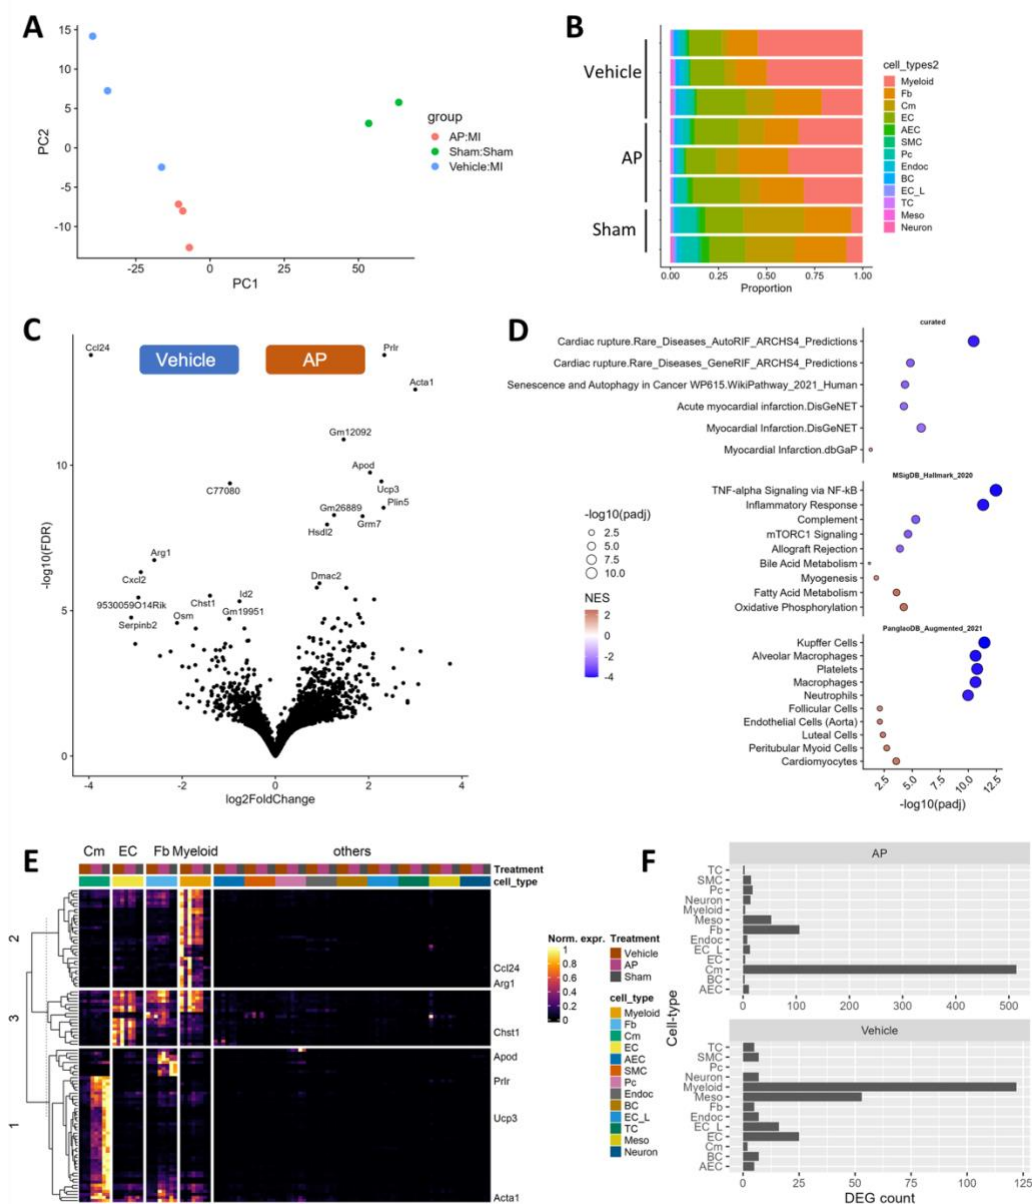 A
15
10
5
0
-5
-10
PC2
-25
0
25
50
PC1
group
AP:MI
Sham:Sham
Vehicle:MI
B
Vehicle
AP
Sham
0.00
0.25
0.50
0.75
1.00
Proportion
cell_types2
Myeloid
Fb
Cm
EC
AEC
SMC
Pc
Endoc
BC
EC_L
TC
Meso
Neuron
C
Vehicle
AP
Ccl24
Prlr
Acta1
Gm12092
Apod
Ucp3
C77080
Plin5
Gm26889
Grm7
Hsdl2
Arg1
Cxcl2
Dmac2
9530059O14Rik
Chst1
Id2
Osm
Gm19951
Serpinb2
10
5
0
-log10(FDR)
-4
-2
0
2
4
log2FoldChange
D
curated
Cardiac rupture.Rare_Diseases_AutoRIF_ARCHS4_Predictions
Cardiac rupture.Rare_Diseases_GeneRIF_ARCHS4_Predictions
Senescence and Autophagy in Cancer WP615.WikiPathway_2021_Human
Acute myocardial infarction.DisGeNET
Myocardial Infarction.DisGeNET
Myocardial Infarction.dbGaP
MSigDB_Hallmark_2020
TNF-alpha Signaling via NF-kB
Inflammatory Response
Complement
mTORC1 Signaling
Allograft Rejection
Bile Acid Metabolism
Myogenesis
Fatty Acid Metabolism
Oxidative Phosphorylation
PanglaoDB_Augmented_2021
Kupffer Cells
Alveolar Macrophages
Platelets
Macrophages
Neutrophils
Follicular Cells
Endothelial Cells (Aorta)
Luteal Cells
Peritubular Myoid Cells
Cardiomyocytes
2.5
5.0
7.5
10.0
12.5
-log10(padj)
-log10(padj)
2.5
5.0
7.5
10.0
NES
2
0
-2
-4
E
Cm EC Fb Myeloid others
Treatment
cell_type
2
3
1
Ccl24
Arg1
Chst1
Apod
Prlr
Ucp3
Acta1
Norm. expr.
1
0.8
0.6
0.4
0.2
0
Treatment
Vehicle
AP
Sham
cell_type
Myeloid
Fb
Cm
EC
AEC
SMC
Pc
Endoc
BC
EC_L
TC
Meso
Neuron
F
AP
TC
SMC
Pc
Neuron
Myeloid
Meso
Fb
Endoc
EC_L
EC
Cm
BC
AEC
0
100
200
300
400
500
Cell-type
Vehicle
TC
SMC
Pc
Neuron
Myeloid
Meso
Fb
Endoc
EC_L
EC
Cm
BC
AEC
0
25
50
75
100
125
DEG count